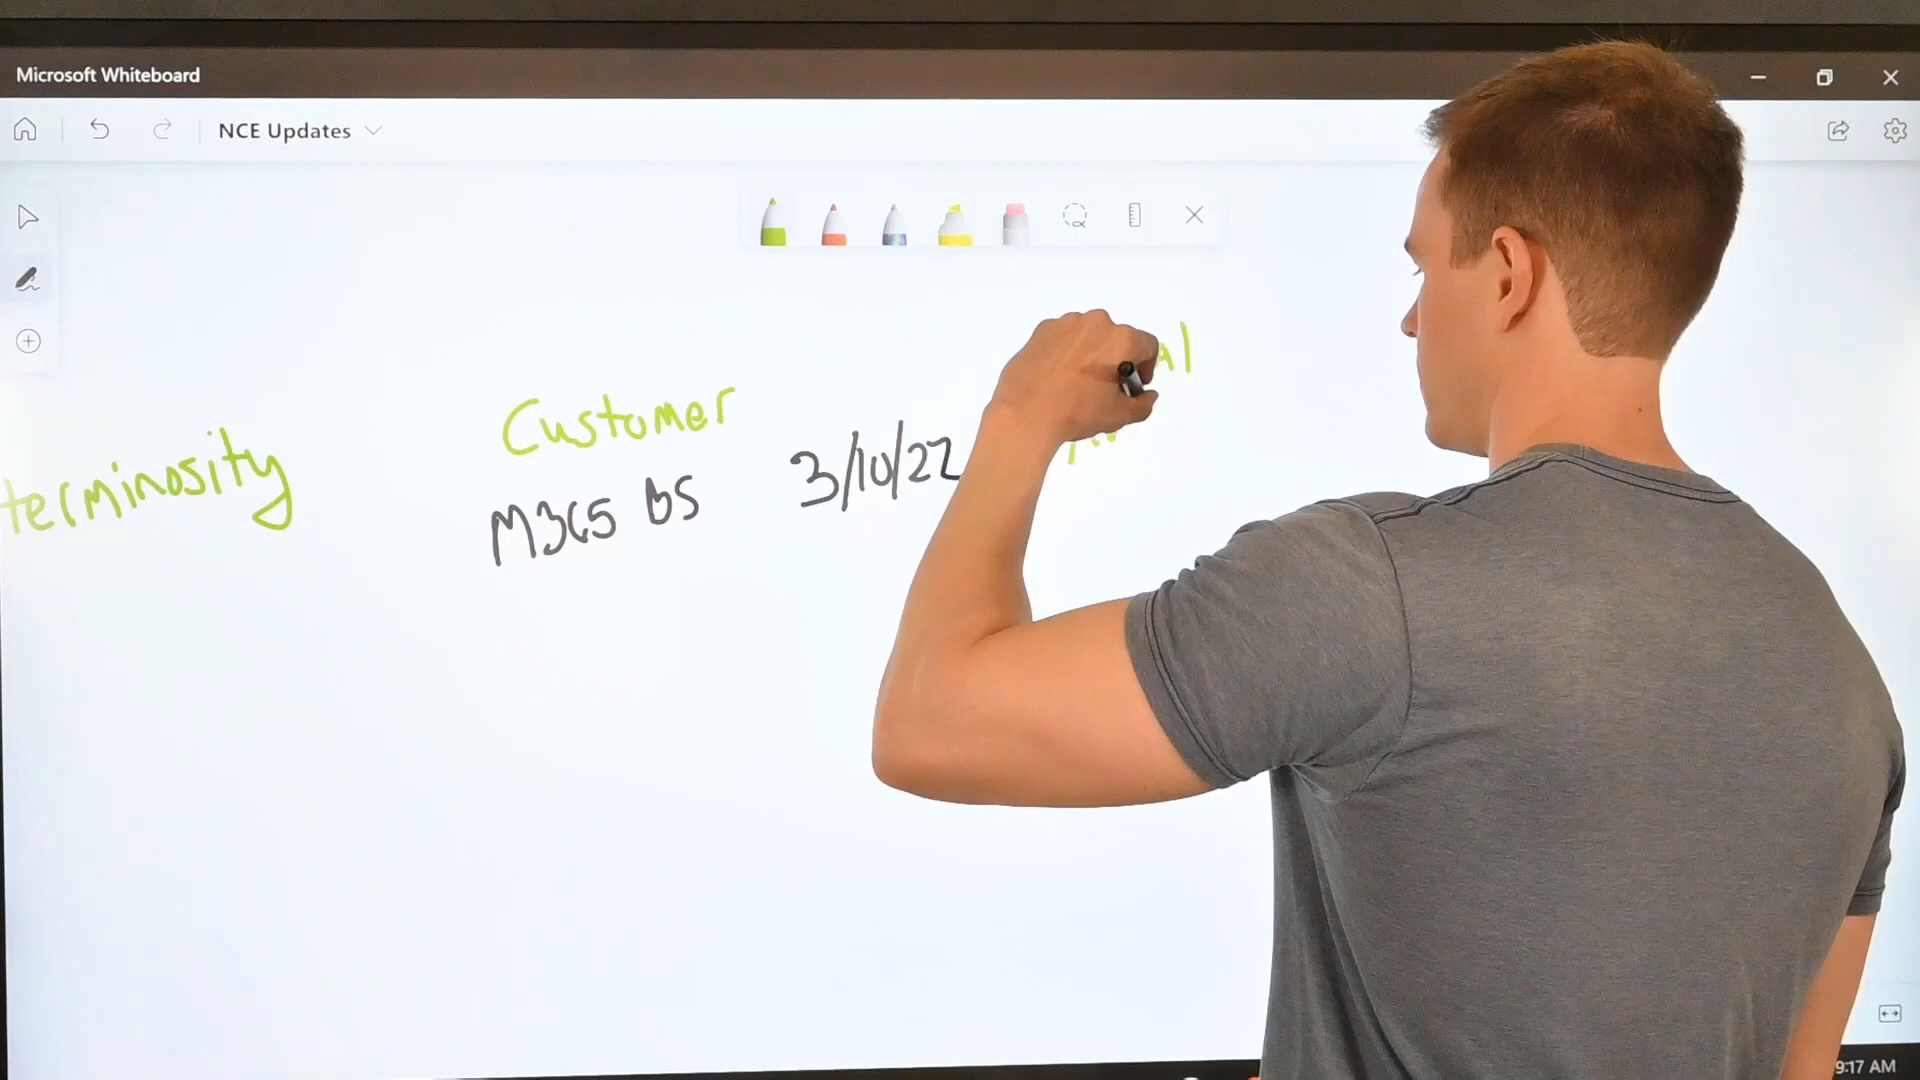 Microsoft Whiteboard
NCE Updates
Customer
terminosity
M365 BS 3/10/22
9:17 AM